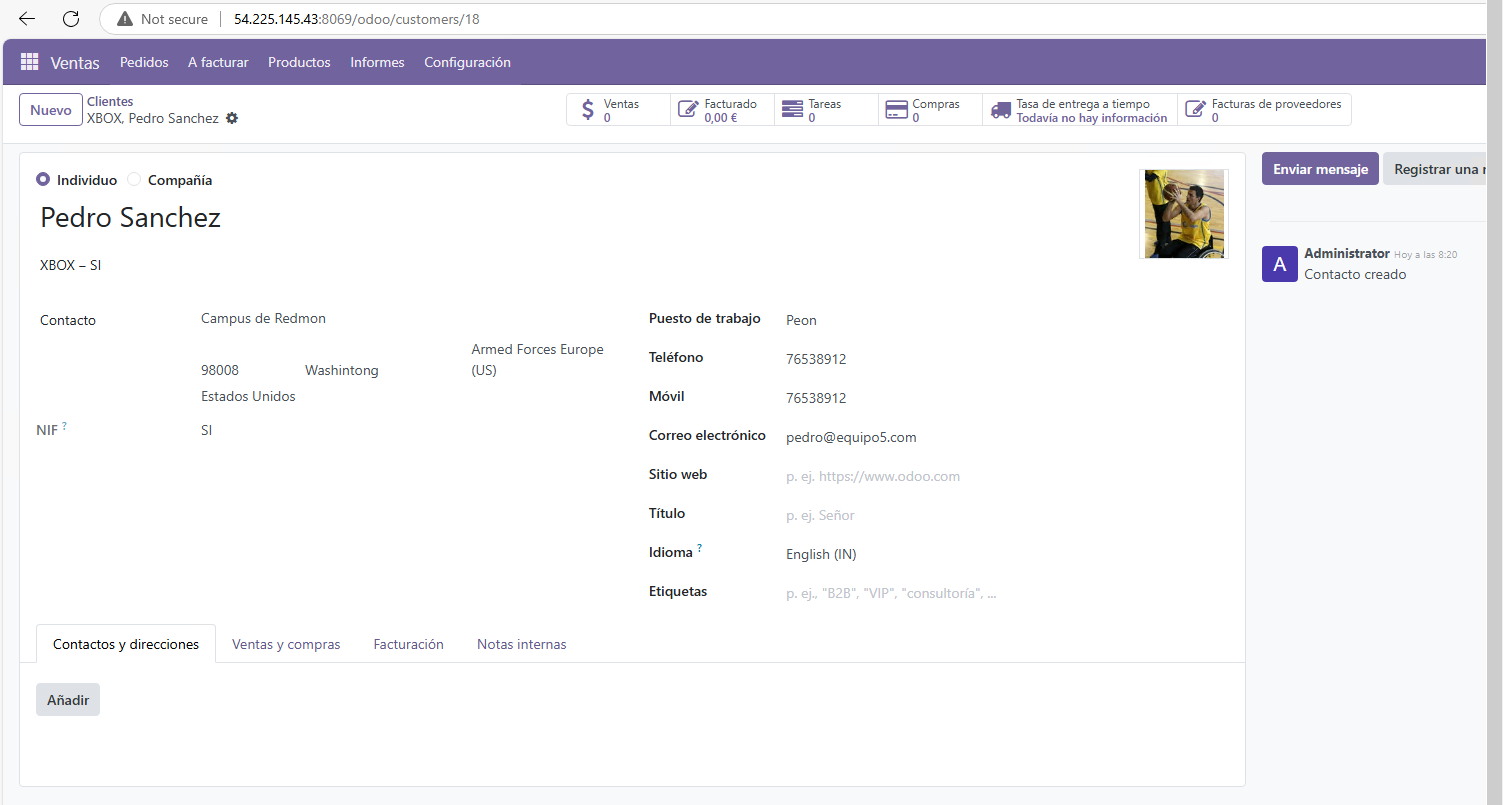 Not secure 54.225.145.43:8069/odoo/customers/18
Ventas Pedidos A facturar Productos Informes Configuración
Nuevo
Clientes
XBOX, Pedro Sanchez
Ventas
0
Facturado
0,00 €
Tareas
0
Compras
0
Tasa de entrega a tiempo
Todavía no hay información
Facturas de proveedores
0
Individuo Compañía
Pedro Sanchez
XBOX – SI
Contacto
Campus de Redmon
98008 Washintong Armed Forces Europe
(US)
Estados Unidos
NIF ?
SI
Puesto de trabajo Peon
Teléfono 76538912
Móvil 76538912
Correo electrónico pedro@equipo5.com
Sitio web p. ej. https://www.odoo.com
Título p. ej. Señor
Idioma ? English (IN)
Etiquetas p. ej., "B2B", "VIP", "consultoría", ...
Contactos y direcciones Ventas y compras Facturación Notas internas
Añadir
Enviar mensaje Registrar una
A
Administrator Hoy a las 8:20
Contacto creado